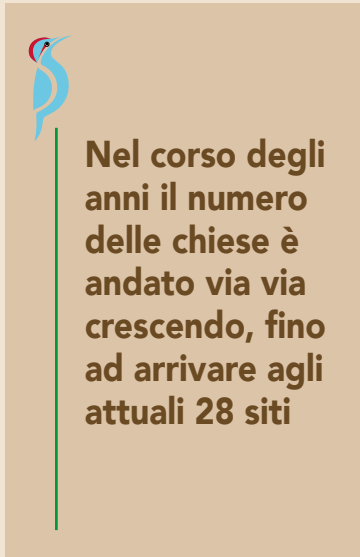 Nel corso degli
anni il numero
delle chiese è
andato via via
crescendo, fino
ad arrivare agli
attuali 28 siti